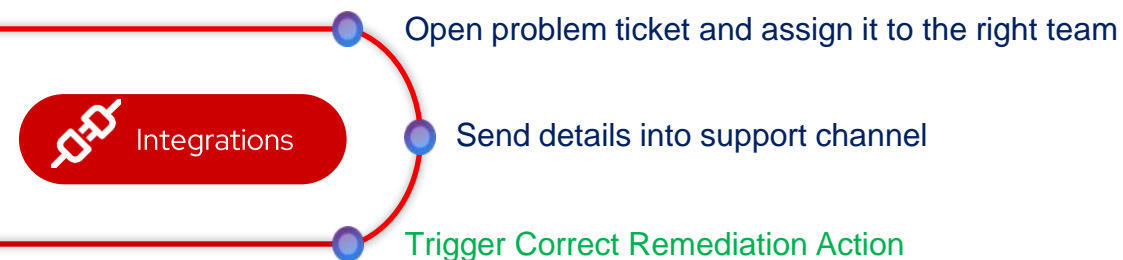 Open problem ticket and assign it to the right team
Integrations
Send details into support channel
Trigger Correct Remediation Action